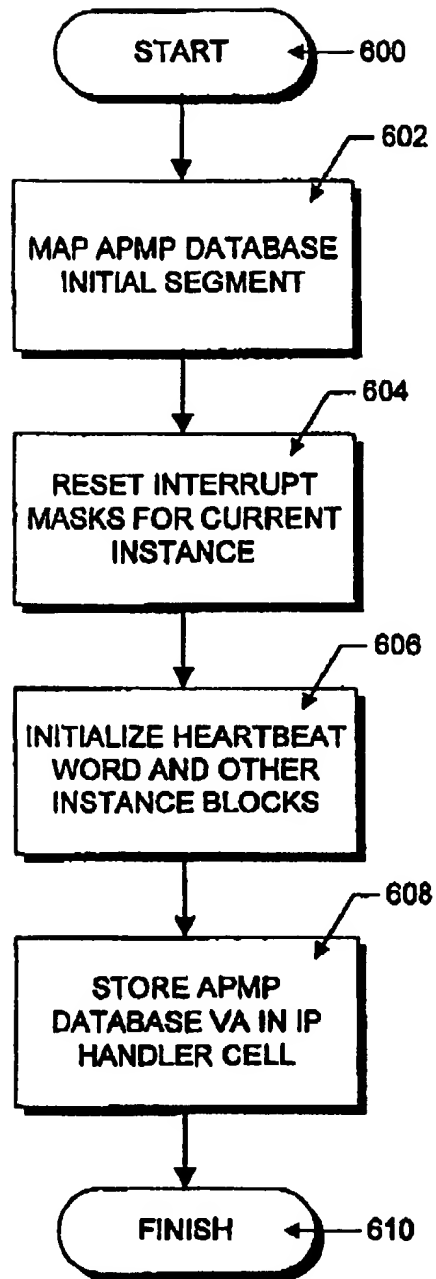 START
600
602
MAP APMP DATABASE
INITIAL SEGMENT
604
RESET INTERRUPT
MASKS FOR CURRENT
INSTANCE
606
INITIALIZE HEARTBEAT
WORD AND OTHER
INSTANCE BLOCKS
608
STORE APMP
DATABASE VA IN IP
HANDLER CELL
FINISH
610